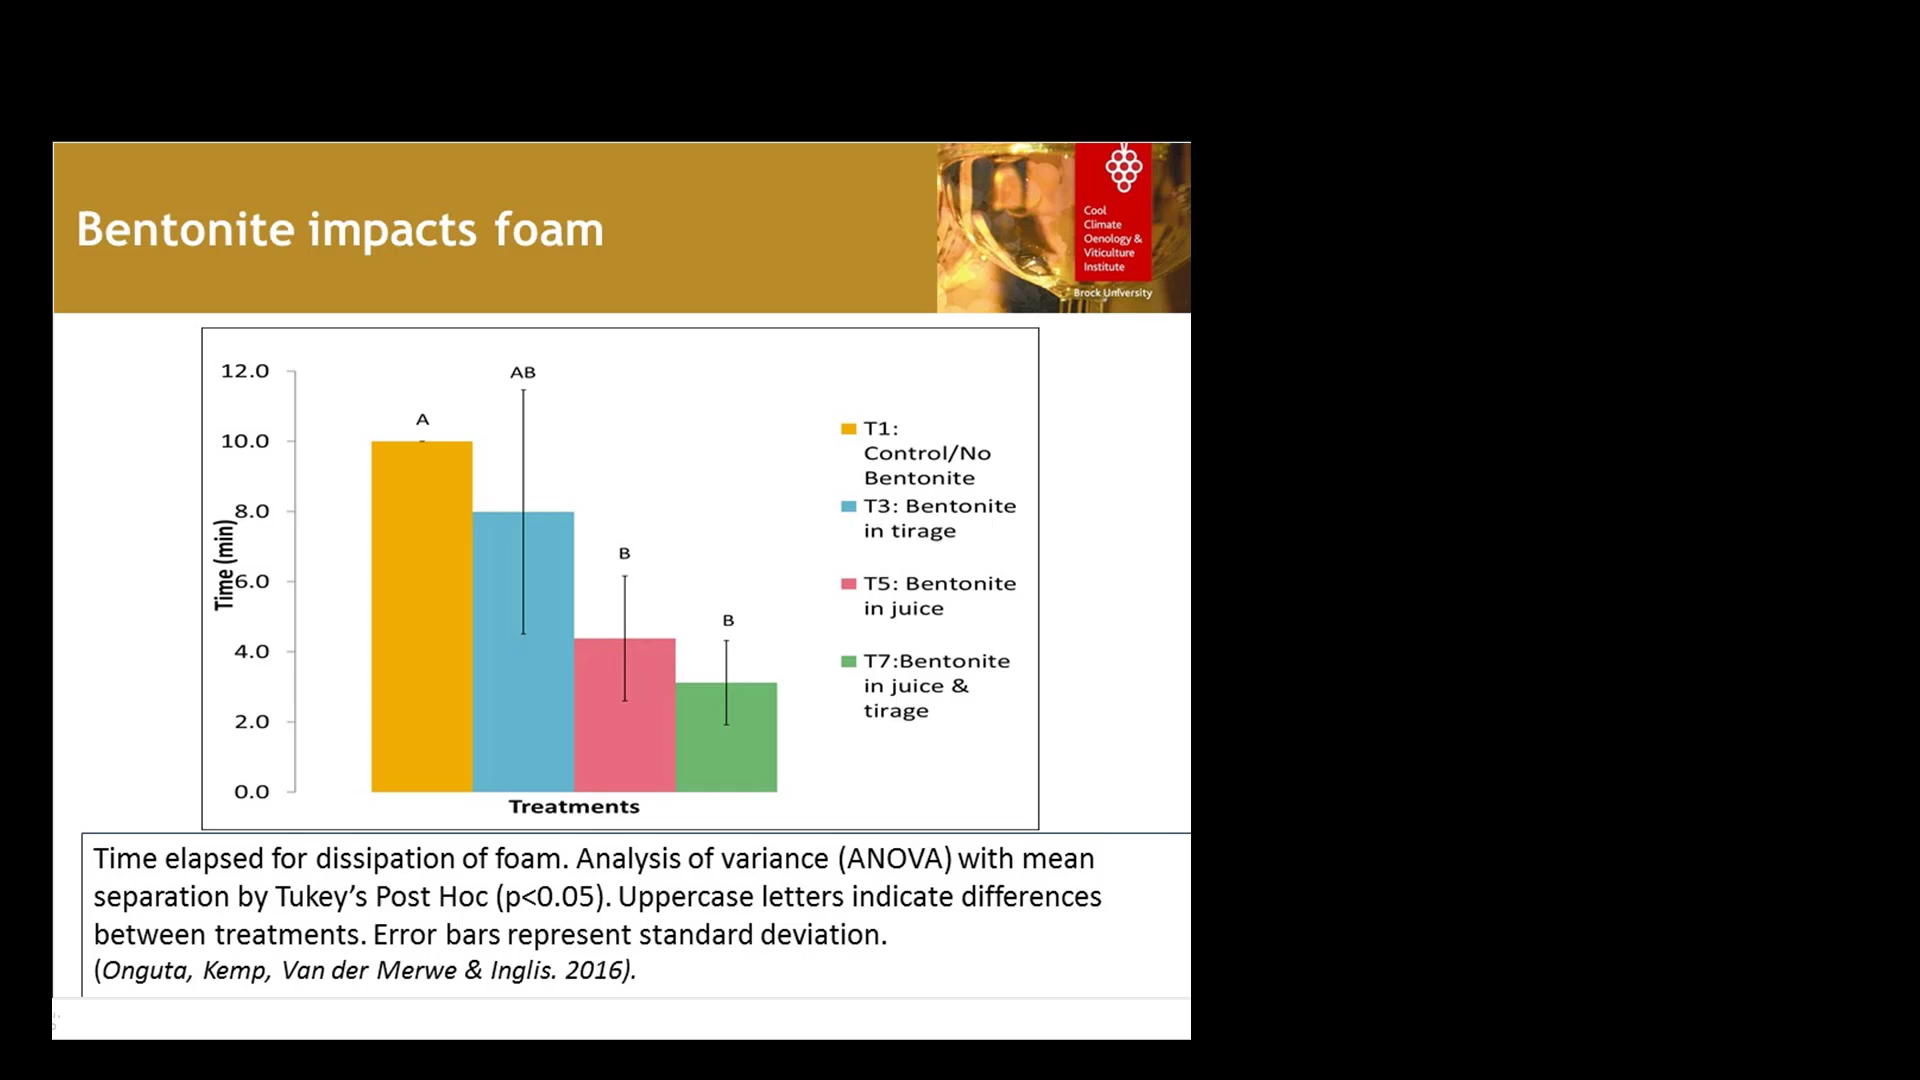 Bentonite impacts foam
Cool
Climate
Oenology &
Viticulture
Institute
Brock University
12.0
10.0
8.0
6.0
4.0
2.0
0.0
Time (min)
A
AB
B
B
Treatments
T1:
Control/No
Bentonite
T3: Bentonite
in tirage
T5: Bentonite
in juice
T7:Bentonite
in juice &
tirage
Time elapsed for dissipation of foam. Analysis of variance (ANOVA) with mean
separation by Tukey’s Post Hoc (p<0.05). Uppercase letters indicate differences
between treatments. Error bars represent standard deviation.
(Onguta, Kemp, Van der Merwe & Inglis. 2016).